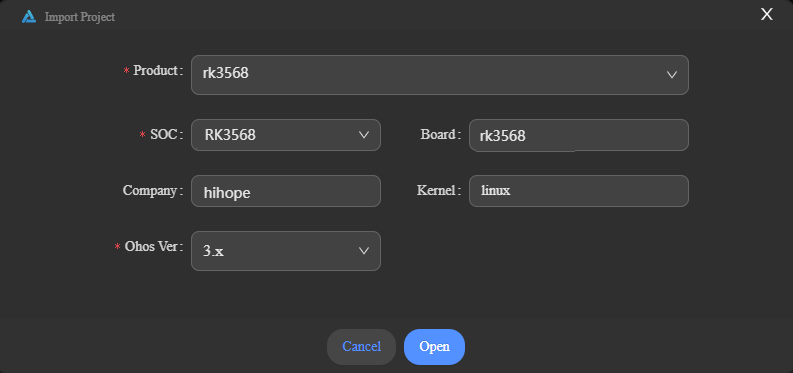 Import Project
X
* Product: rk3568
* SOC: RK3568 Board: rk3568
Company: hihope Kernel: linux
* Ohos Ver: 3.x
Cancel Open